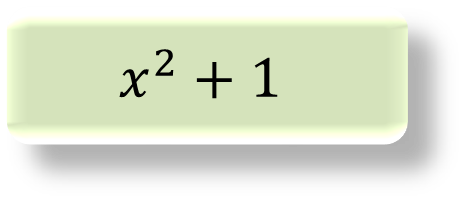 x² + 1